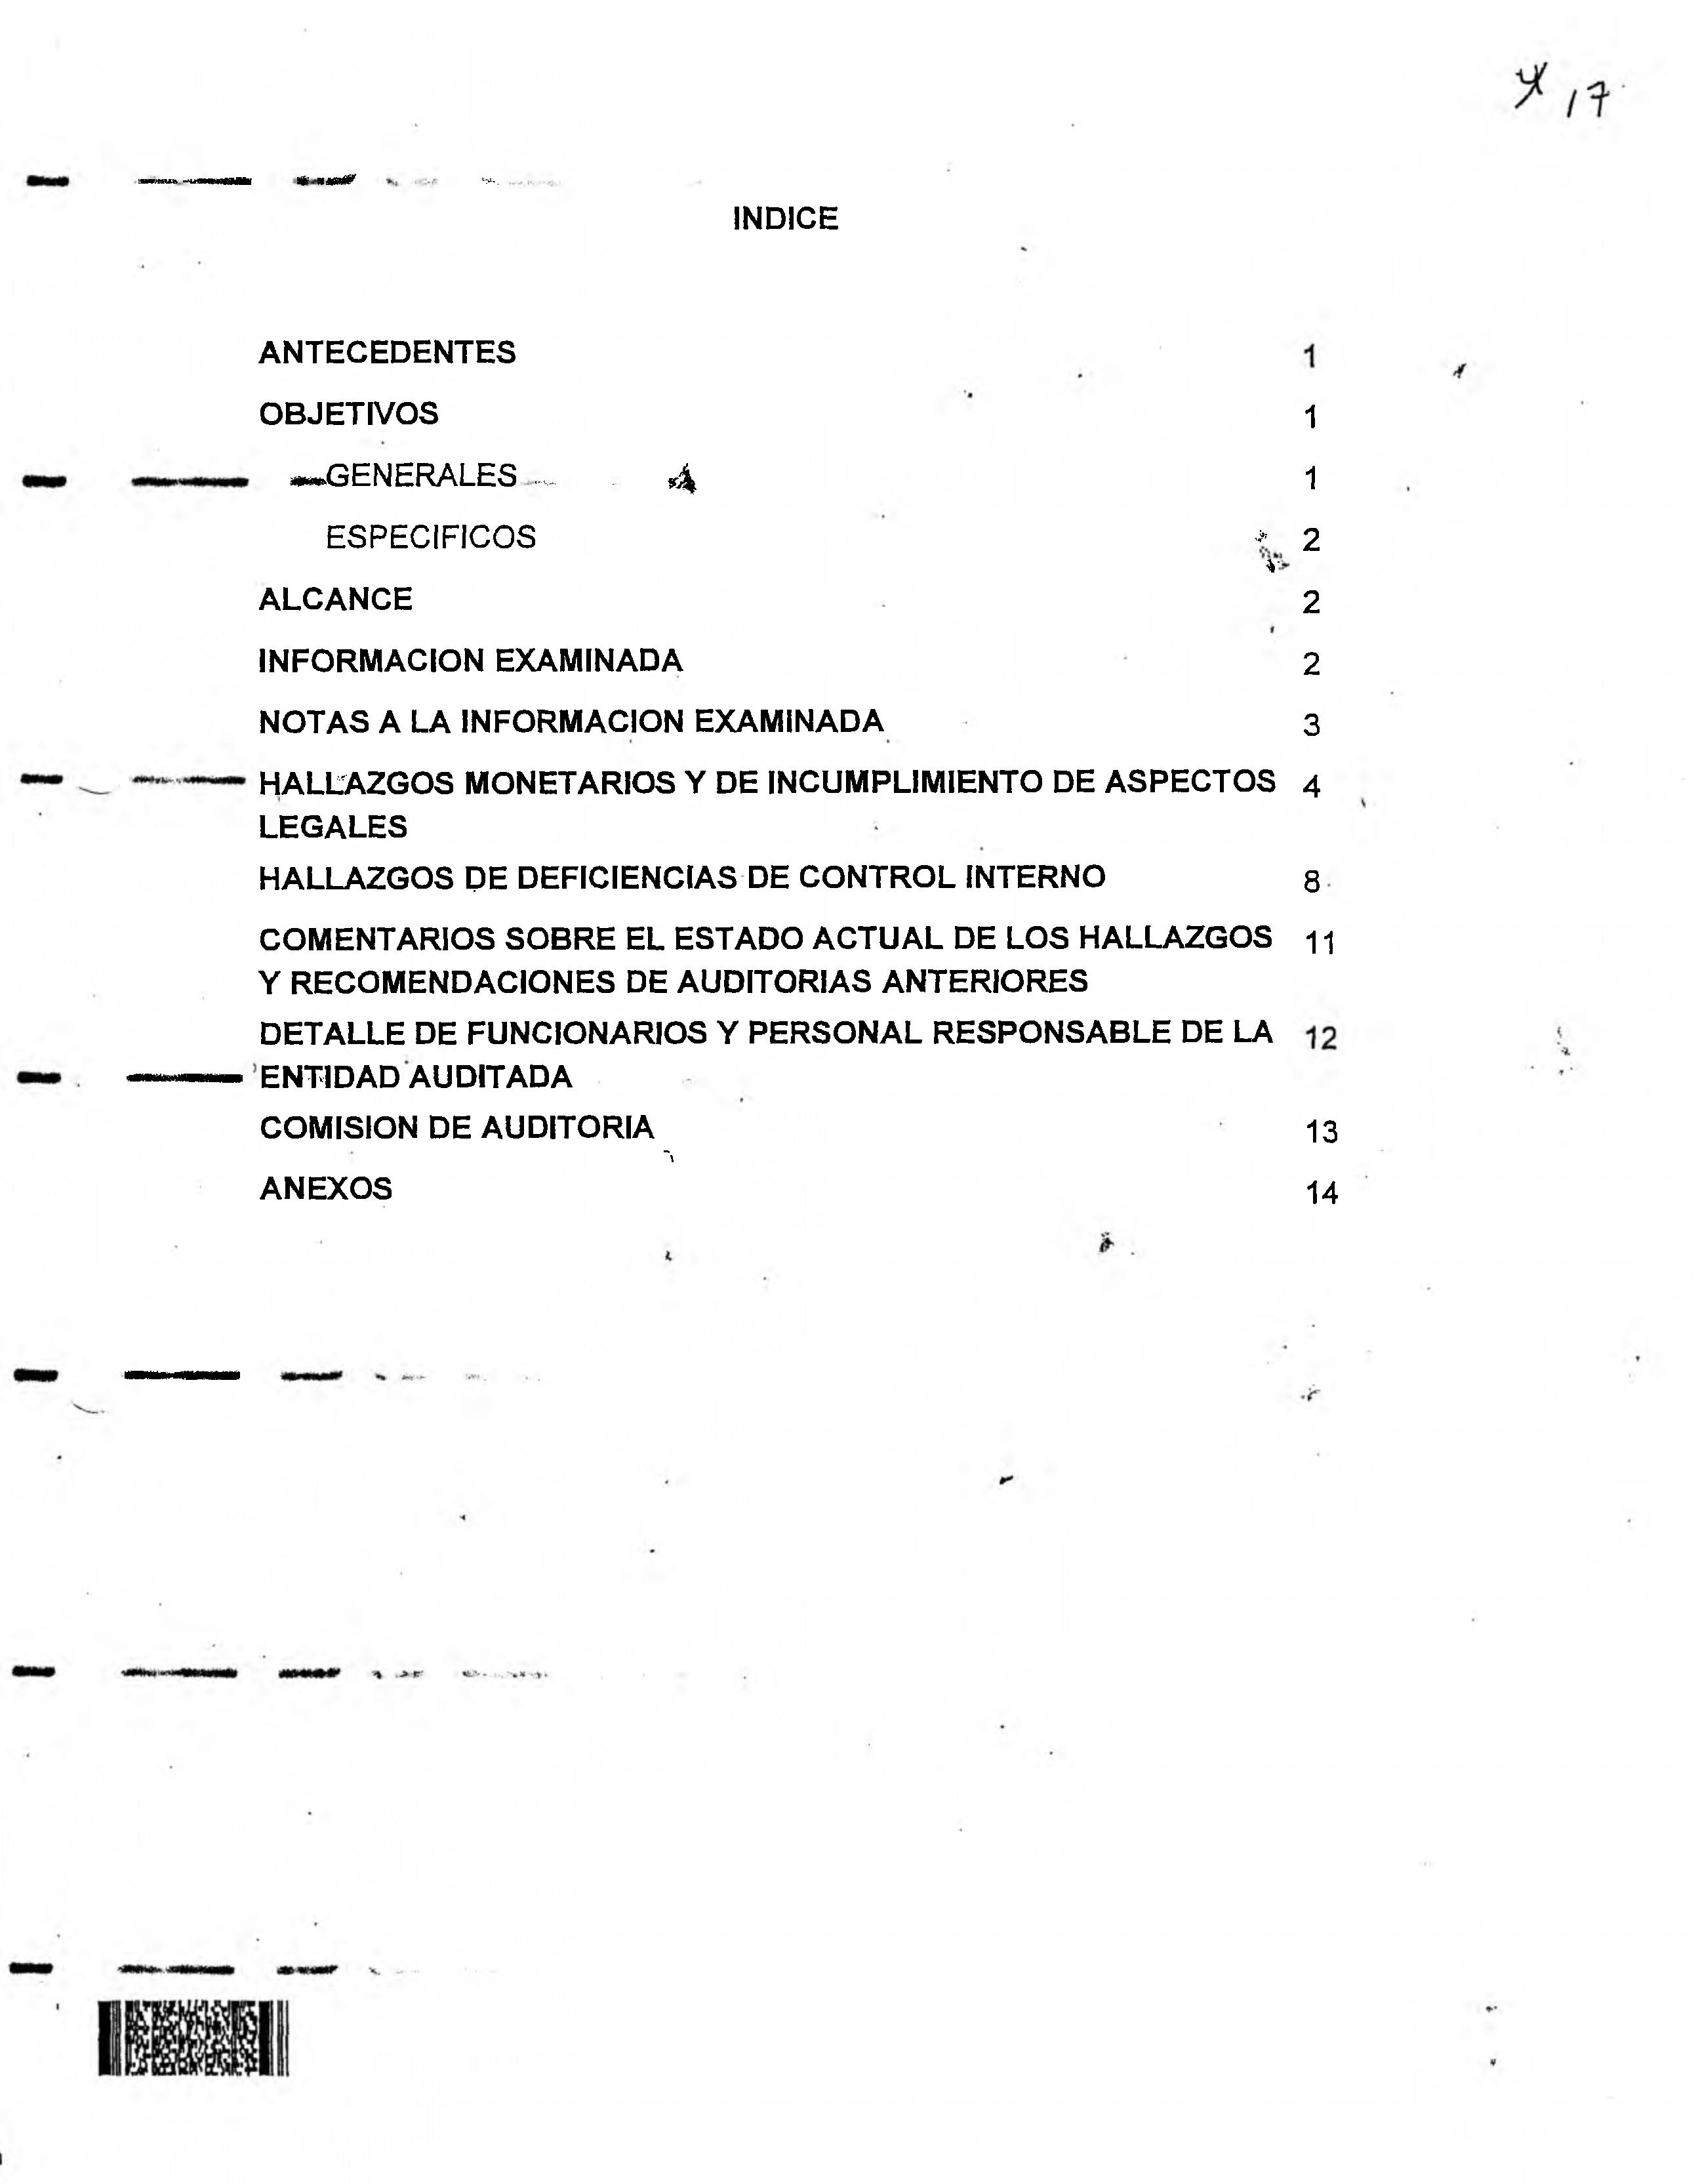 17
INDICE
ANTECEDENTES 1
OBJETIVOS 1
GENERALES 1
ESPECIFICOS 2
ALCANCE 2
INFORMACION EXAMINADA 2
NOTAS A LA INFORMACION EXAMINADA 3
HALLAZGOS MONETARIOS Y DE INCUMPLIMIENTO DE ASPECTOS 4
LEGALES
HALLAZGOS DE DEFICIENCIAS DE CONTROL INTERNO 8
COMENTARIOS SOBRE EL ESTADO ACTUAL DE LOS HALLAZGOS 11
Y RECOMENDACIONES DE AUDITORIAS ANTERIORES
DETALLE DE FUNCIONARIOS Y PERSONAL RESPONSABLE DE LA 12
ENTIDAD AUDITADA
COMISION DE AUDITORIA 13
ANEXOS 14